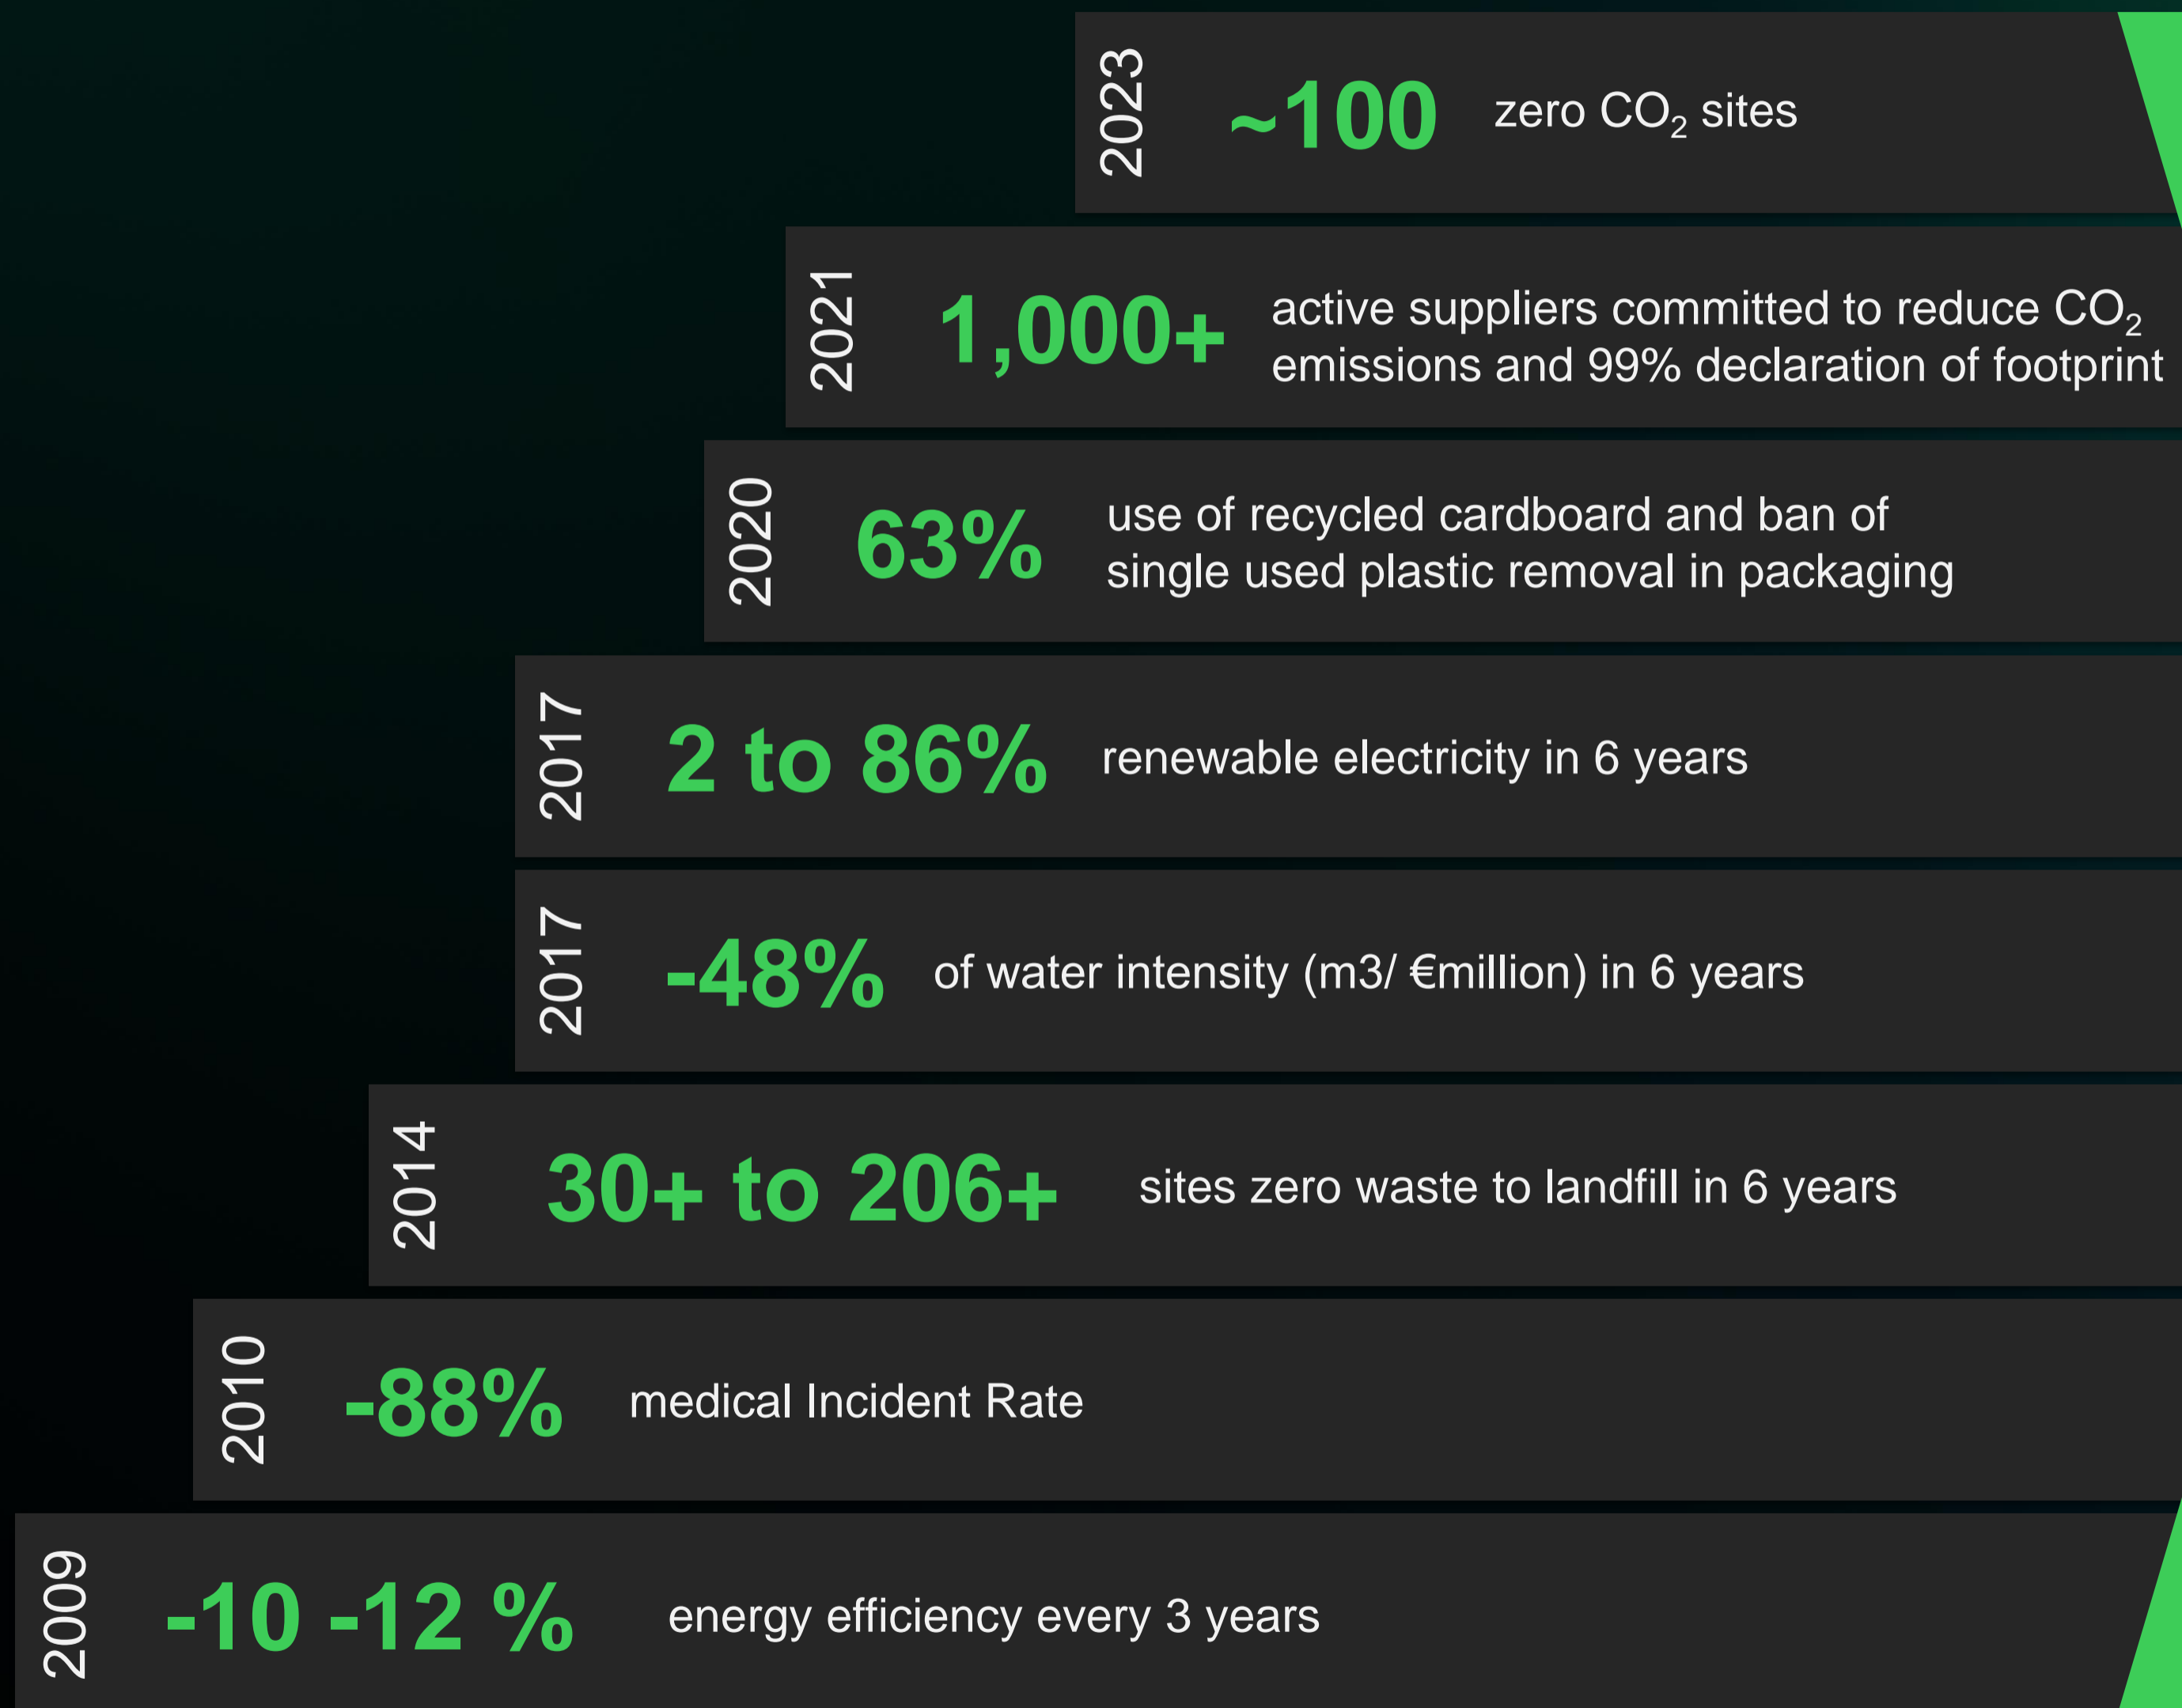 2023
~100
zero CO₂ sites
2021
1,000+
active suppliers committed to reduce CO₂
emissions and 99% declaration of footprint
2020
63%
use of recycled cardboard and ban of
single used plastic removal in packaging
2017
2 to 86%
renewable electricity in 6 years
2017
-48%
of water intensity (m3/ €million) in 6 years
2014
30+ to 206+
sites zero waste to landfill in 6 years
2010
-88%
medical Incident Rate
2009
-10 -12 %
energy efficiency every 3 years